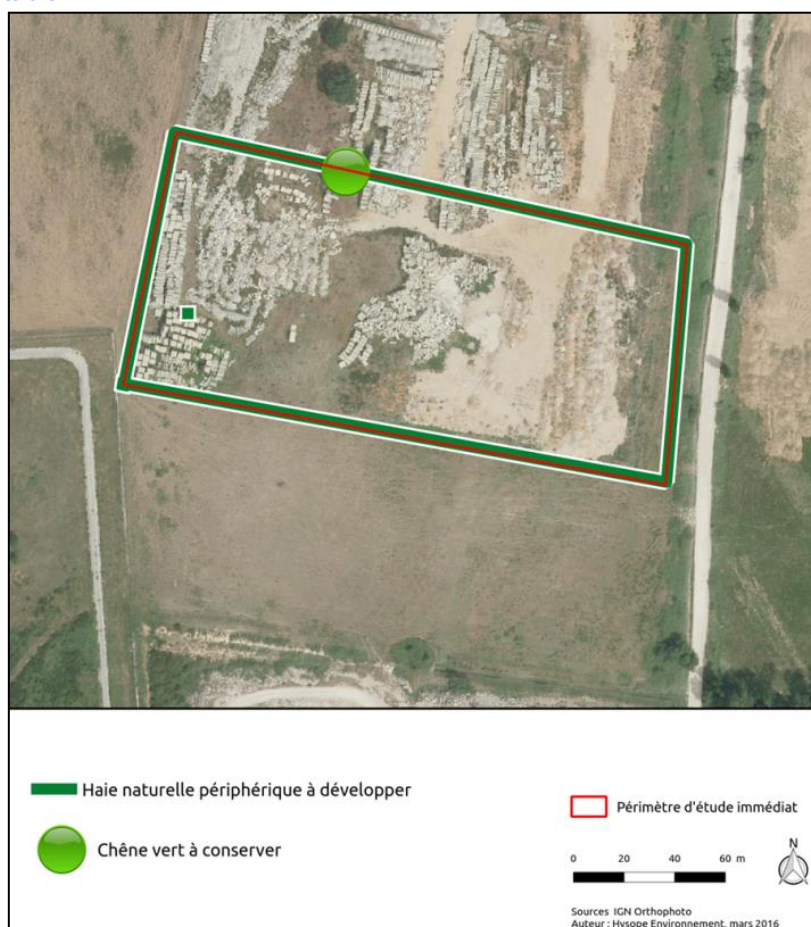 Haie naturelle périphérique à développer
Chêne vert à conserver
Périmètre d'étude immédiat
N
0 20 40 60 m
Sources IGN Orthophoto
Auteur : Hysope Environnement, mars 2016